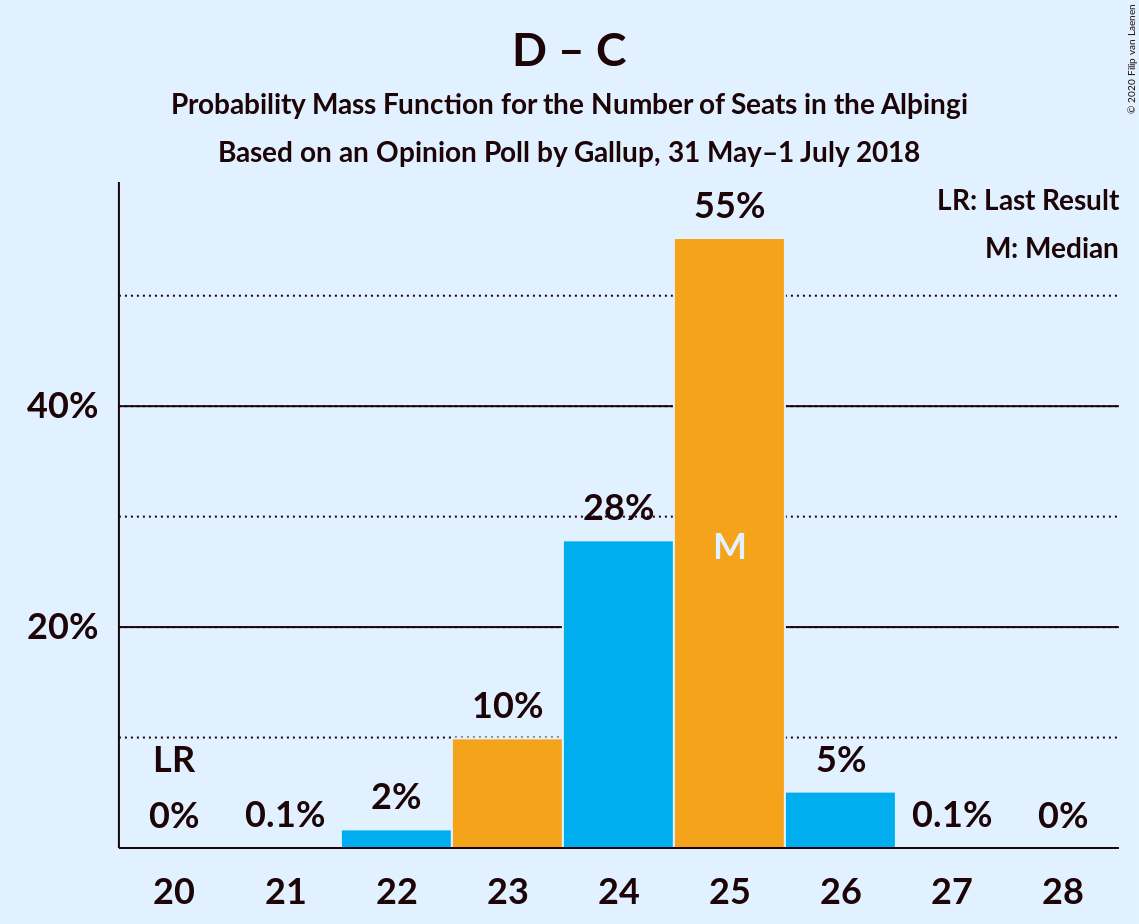 D – C
Probability Mass Function for the Number of Seats in the Alþingi
Based on an Opinion Poll by Gallup, 31 May–1 July 2018
© 2020 Filip van Laenen
LR: Last Result
M: Median
55%
40%
28%
M
20%
10%
LR
5%
2%
0%
0.1%
0.1%
0%
20 21 22 23 24 25 26 27 28